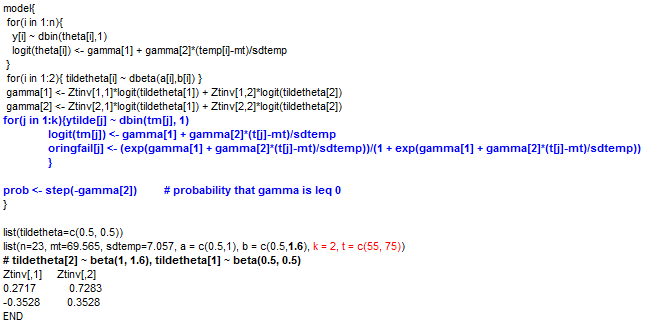 model{
for(i in 1:n){
y[i] ~ dbin(theta[i],1)
logit(theta[i]) <- gamma[1] + gamma[2]*(temp[i]-mt)/sdtemp
}
for(i in 1:2){ tildetheta[i] ~ dbeta(a[i],b[i]) }
gamma[1] <- Ztinv[1,1]*logit(tildetheta[1]) + Ztinv[1,2]*logit(tildetheta[2])
gamma[2] <- Ztinv[2,1]*logit(tildetheta[1]) + Ztinv[2,2]*logit(tildetheta[2])
for(j in 1:k){ytilde[j] ~ dbin(tm[j], 1)
logit(tm[j]) <- gamma[1] + gamma[2]*(t[j]-mt)/sdtemp
oringfail[j] <- (exp(gamma[1] + gamma[2]*(t[j]-mt)/sdtemp))/(1 + exp(gamma[1] + gamma[2]*(t[j]-mt)/sdtemp))
}
prob <- step(-gamma[2]) # probability that gamma is leq 0
}
list(tildetheta=c(0.5, 0.5))
list(n=23, mt=69.565, sdtemp=7.057, a = c(0.5,1), b = c(0.5,1.6), k = 2, t = c(55, 75))
# tildetheta[2] ~ beta(1, 1.6), tildetheta[1] ~ beta(0.5, 0.5)
Ztinv[,1] Ztinv[,2]
0.2717 0.7283
-0.3528 0.3528
END